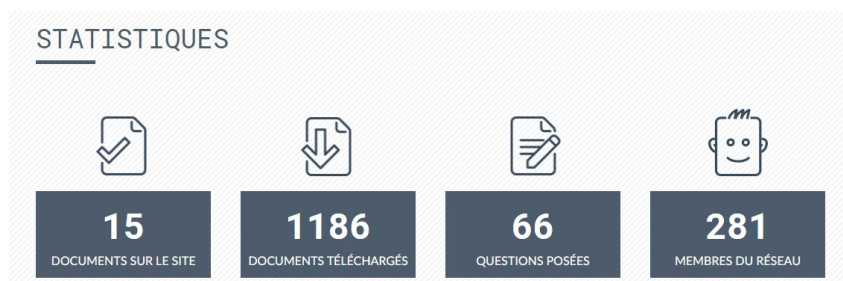 STATISTIQUES
15
DOCUMENTS SUR LE SITE
1186
DOCUMENTS TÉLÉCHARGÉS
66
QUESTIONS POSÉES
281
MEMBRES DU RÉSEAU